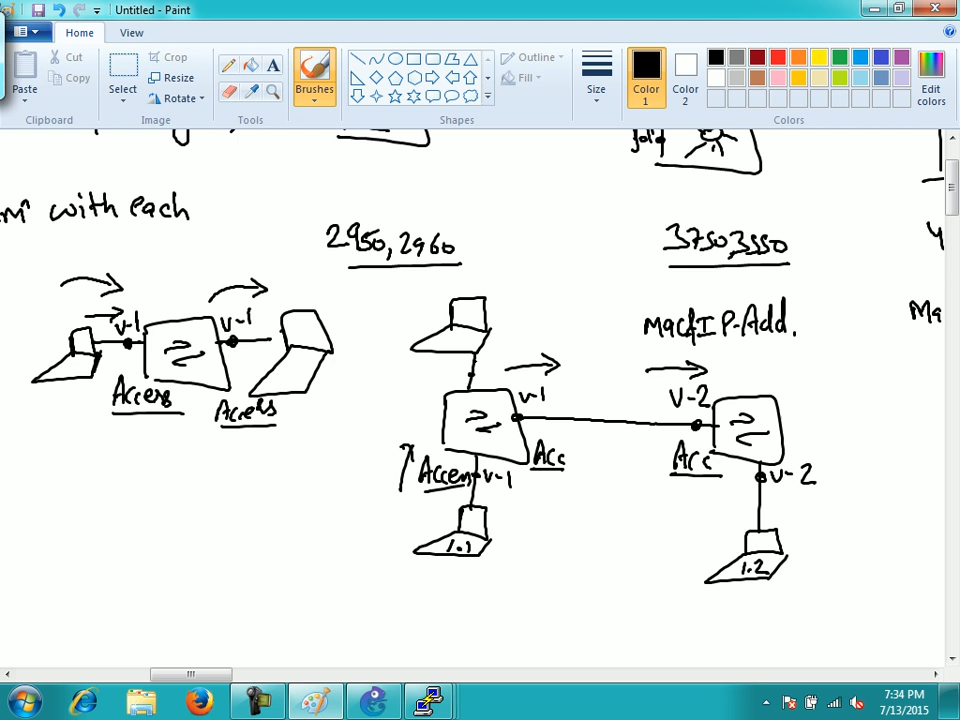 Untitled - Paint
Home
View
Paste
Cut
Copy
Clipboard
Select
Crop
Resize
Rotate
Image
Tools
Brushes
Shapes
Outline
Fill
Size
Color 1
Color 2
Edit colors
Colors
with each
2950, 2960
3750,3550
Mac&IP-Add.
Ma
v-1
v-1
Access
Access
v-1
v-2
Acc
Acc
Access
v-1
v-2
1.1
1.2
7:34 PM
7/13/2015